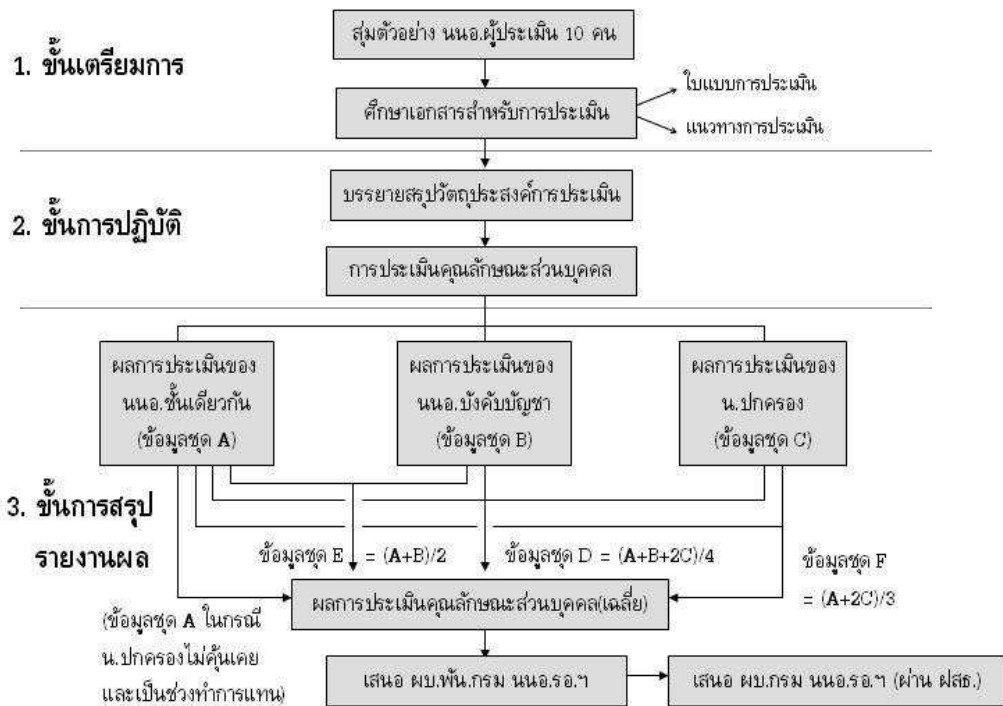 สุ่มตัวอย่าง นนอ.ผู้ประเมิน 10 คน
1. ขั้นเตรียมการ
ศึกษาเอกสารสำหรับการประเมิน
ใบแบบการประเมิน
แนวทางการประเมิน
บรรยายสรุปวัตถุประสงค์การประเมิน
2. ขั้นการปฏิบัติ
การประเมินคุณลักษณะส่วนบุคคล
ผลการประเมินของ
นนอ.ชั้นเดียวกัน
(ข้อมูลชุด A)
ผลการประเมินของ
นนอ.บังคับบัญชา
(ข้อมูลชุด B)
ผลการประเมินของ
น.ปกครอง
(ข้อมูลชุด C)
3. ขั้นการสรุป
รายงานผล
ข้อมูลชุด E = (A+B)/2
ข้อมูลชุด D = (A+B+2C)/4
ข้อมูลชุด F
= (A+2C)/3
ผลการประเมินคุณลักษณะส่วนบุคคล(เฉลี่ย)
(ข้อมูลชุด A ในกรณี
น.ปกครองไม่คุ้นเคย
และเป็นช่วงทำการแทน)
เสนอ ผบ.พัน.กรม นนอ.รอ.ฯ
เสนอ ผบ.กรม นนอ.รอ.ฯ (ผ่าน ฝสธ.)